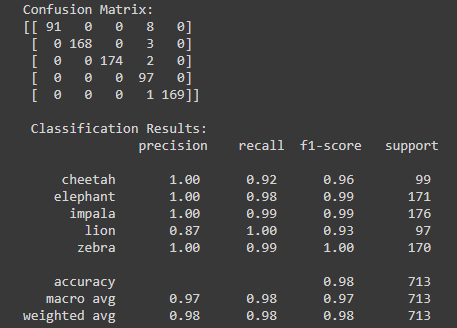 Confusion Matrix:
[[ 91 0 0 8 0]
[ 0 168 0 3 0]
[ 0 0 174 2 0]
[ 0 0 0 97 0]
[ 0 0 0 1 169]]
Classification Results:
precision recall f1-score support
cheetah 1.00 0.92 0.96 99
elephant 1.00 0.98 0.99 171
impala 1.00 0.99 0.99 176
lion 0.87 1.00 0.93 97
zebra 1.00 0.99 1.00 170
accuracy 0.98 713
macro avg 0.97 0.98 0.97 713
weighted avg 0.98 0.98 0.98 713